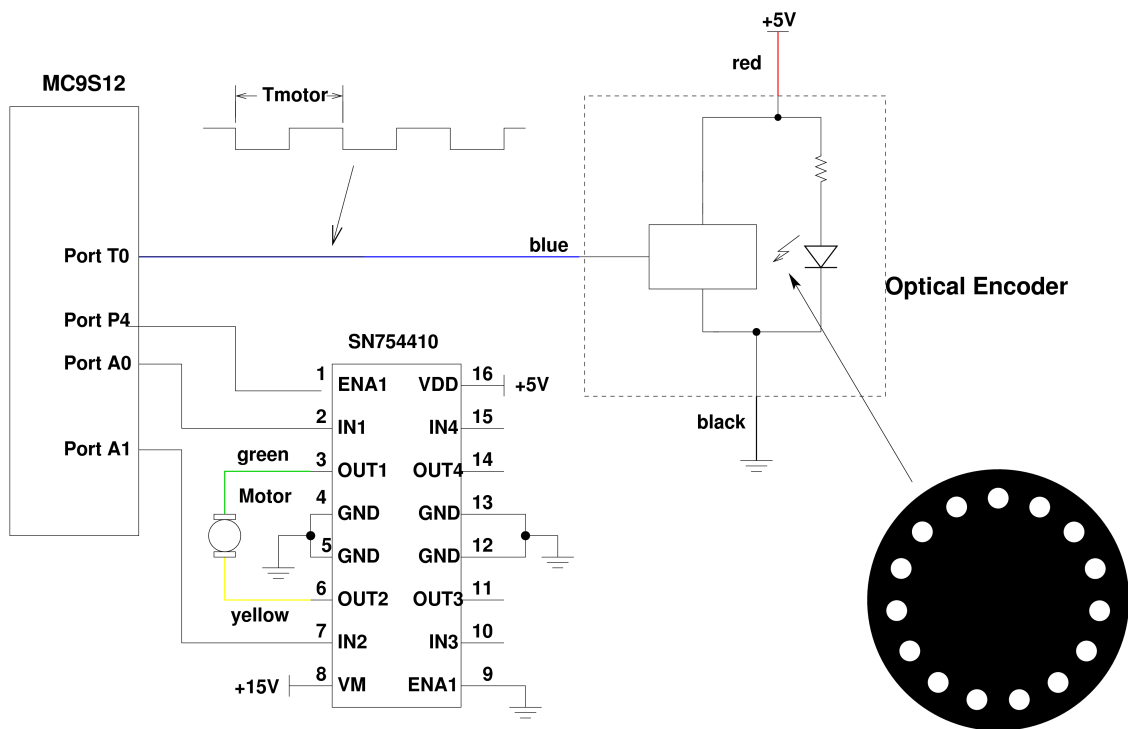 +5V
red
MC9S12
Tmotor
Port T0
blue
Optical Encoder
Port P4
SN754410
Port A0
1 ENA1 VDD 16 +5V
2 IN1 IN4 15
black
Port A1
green 3 OUT1 OUT4 14
Motor 4 GND GND 13
5 GND GND 12
6 OUT2 OUT3 11
yellow
7 IN2 IN3 10
+15V 8 VM ENA1 9